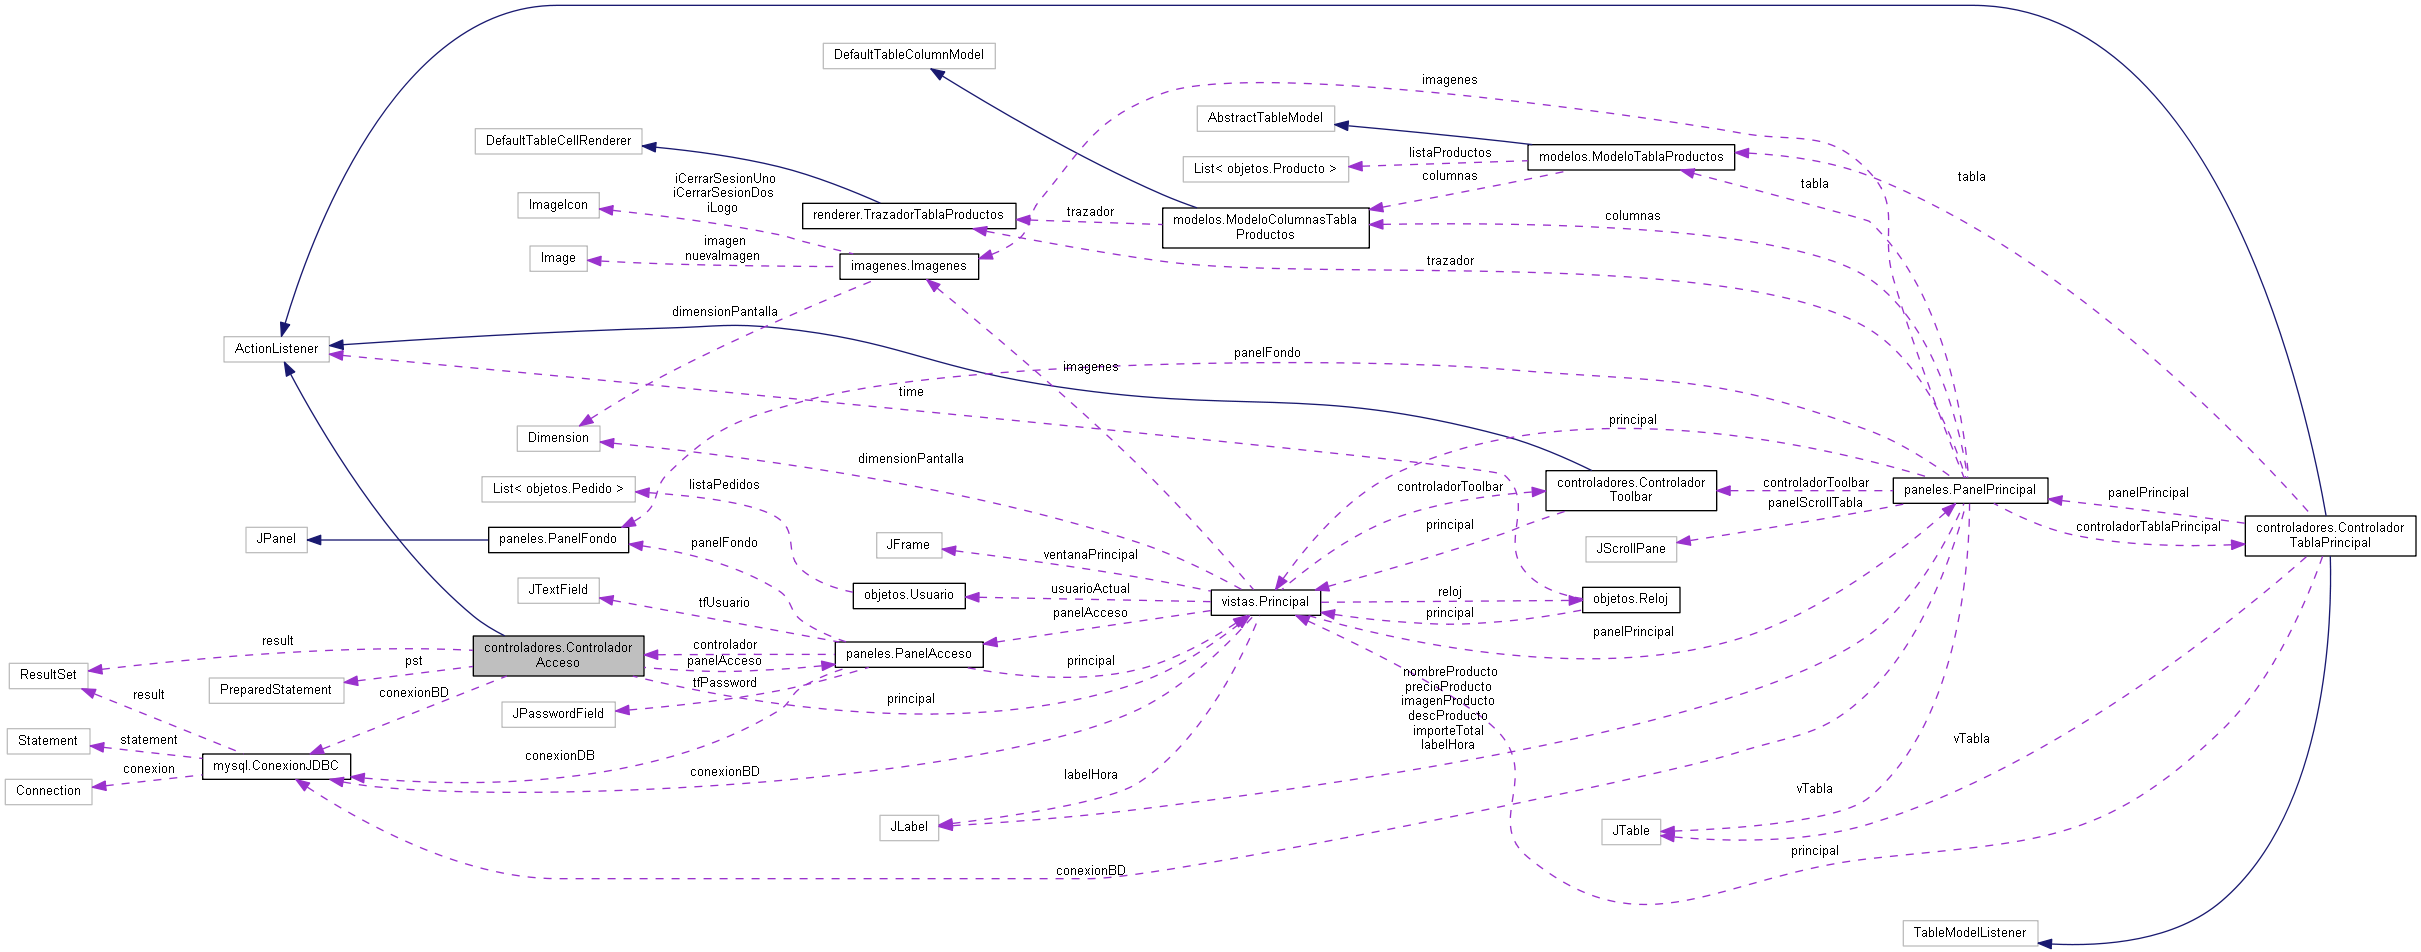 DefaultTableColumnModel
imagenes
AbstractTableModel
DefaultTableCellRenderer
listaProductos
modelos.ModeloTablaProductos
List< objetos.Producto >
columnas
tabla
tabla
iCerrarSesionUno
iCerrarSesionDos
iLogo
ImageIcon
renderer.TrazadorTablaProductos
trazador
modelos.ModeloColumnasTabla
Productos
columnas
imagen
nuevaImagen
Image
imagenes.Imagenes
trazador
dimensionPantalla
ActionListener
panelFondo
imagenes
time
Dimension
principal
dimensionPantalla
List< objetos.Pedido >
listaPedidos
controladorToolbar
controladores.Controlador
Toolbar
controladorToolbar
panelScrollTabla
paneles.PanelPrincipal
panelPrincipal
controladorTablaPrincipal
controladores.Controlador
TablaPrincipal
JPanel
paneles.PanelFondo
panelFondo
JFrame
ventanaPrincipal
principal
JScrollPane
JTextField
tfUsuario
objetos.Usuario
usuarioActual
panelAcceso
vistas.Principal
reloj
principal
objetos.Reloj
panelPrincipal
result
controladores.Controlador
Acceso
controlador
panelAcceso
tfPassword
paneles.PanelAcceso
principal
ResultSet
pst
PreparedStatement
result
conexionBD
JPasswordField
principal
nombreProducto
precioProducto
imagenProducto
descProducto
importeTotal
labelHora
Statement
statement
conexion
mysql.ConexionJDBC
conexionDB
conexionBD
labelHora
vTabla
vTabla
Connection
JLabel
JTable
principal
conexionBD
TableModelListener